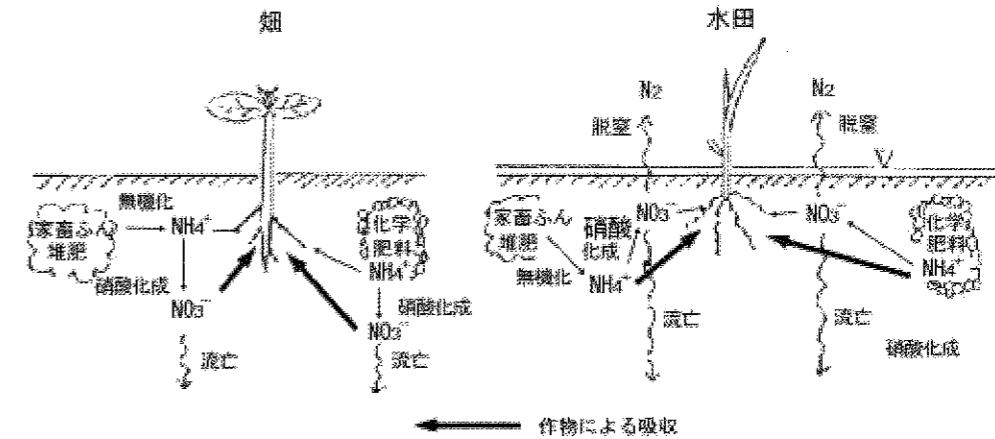 畑
無機化
家畜ふん
堆肥
NH₄⁺
硝酸化成
NO₃⁻
流亡
化学
肥料
NH₄⁺
硝酸化成
NO₃⁻
流亡
水田
N₂
脱窒
N₂
脱窒
家畜ふん
堆肥
無機化
NH₄⁺
硝酸
化成
NO₃⁻
流亡
NO₃⁻
流亡
化学
肥料
NH₄⁺
硝酸化成
作物による吸収